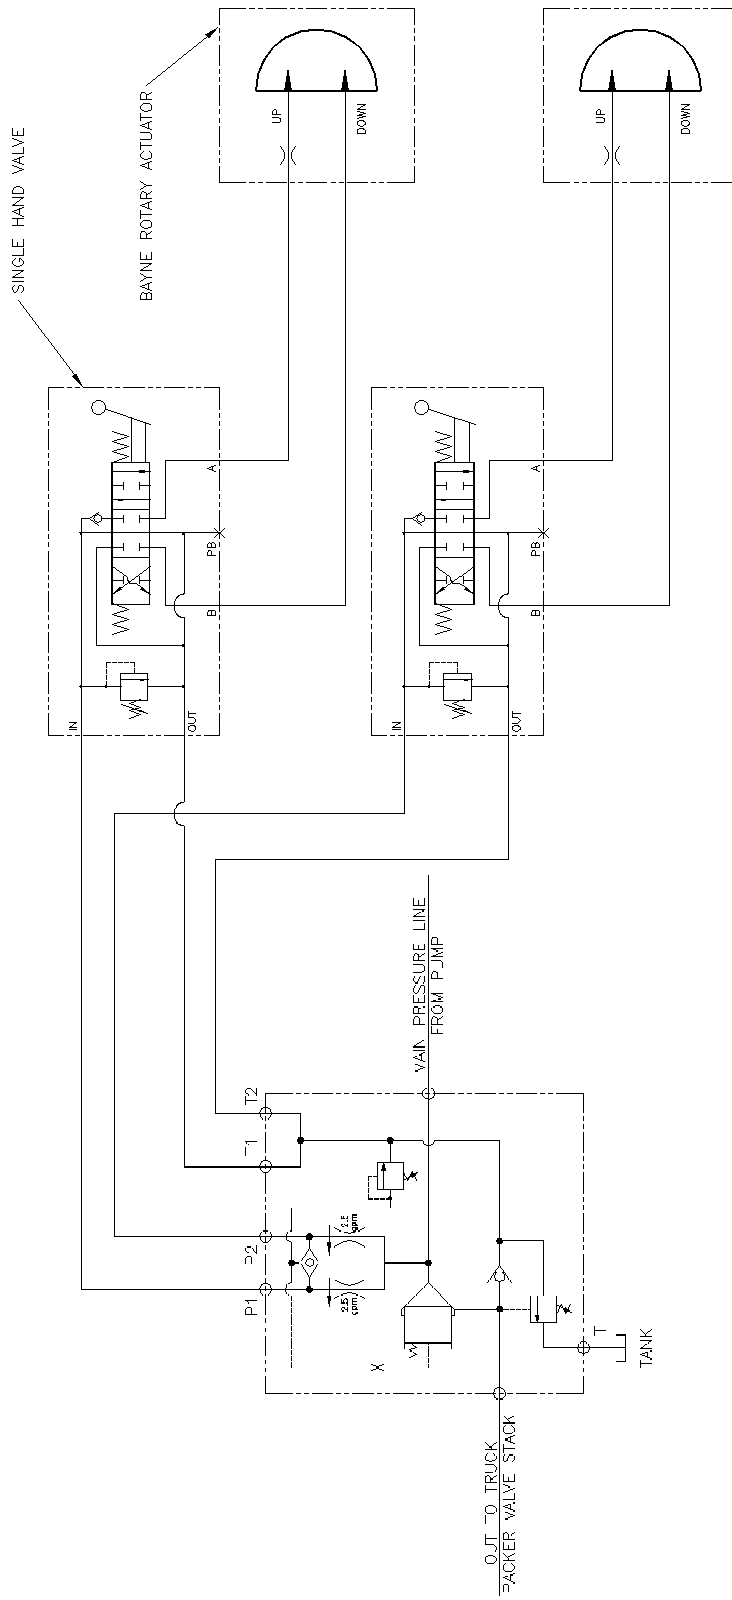 SINGLE HAND VALVE
BAYNE ROTARY ACTUATOR
UP
DOWN
UP
DOWN
A
PB
B
IN
OUT
A
PB
B
IN
OUT
VAIN PRESSURE LINE
FROM PUMP
T2
T1
P2
P1
2.5
gpm
2.5
gpm
X
T
TANK
OUT TO TRUCK
PACKER VALVE STACK